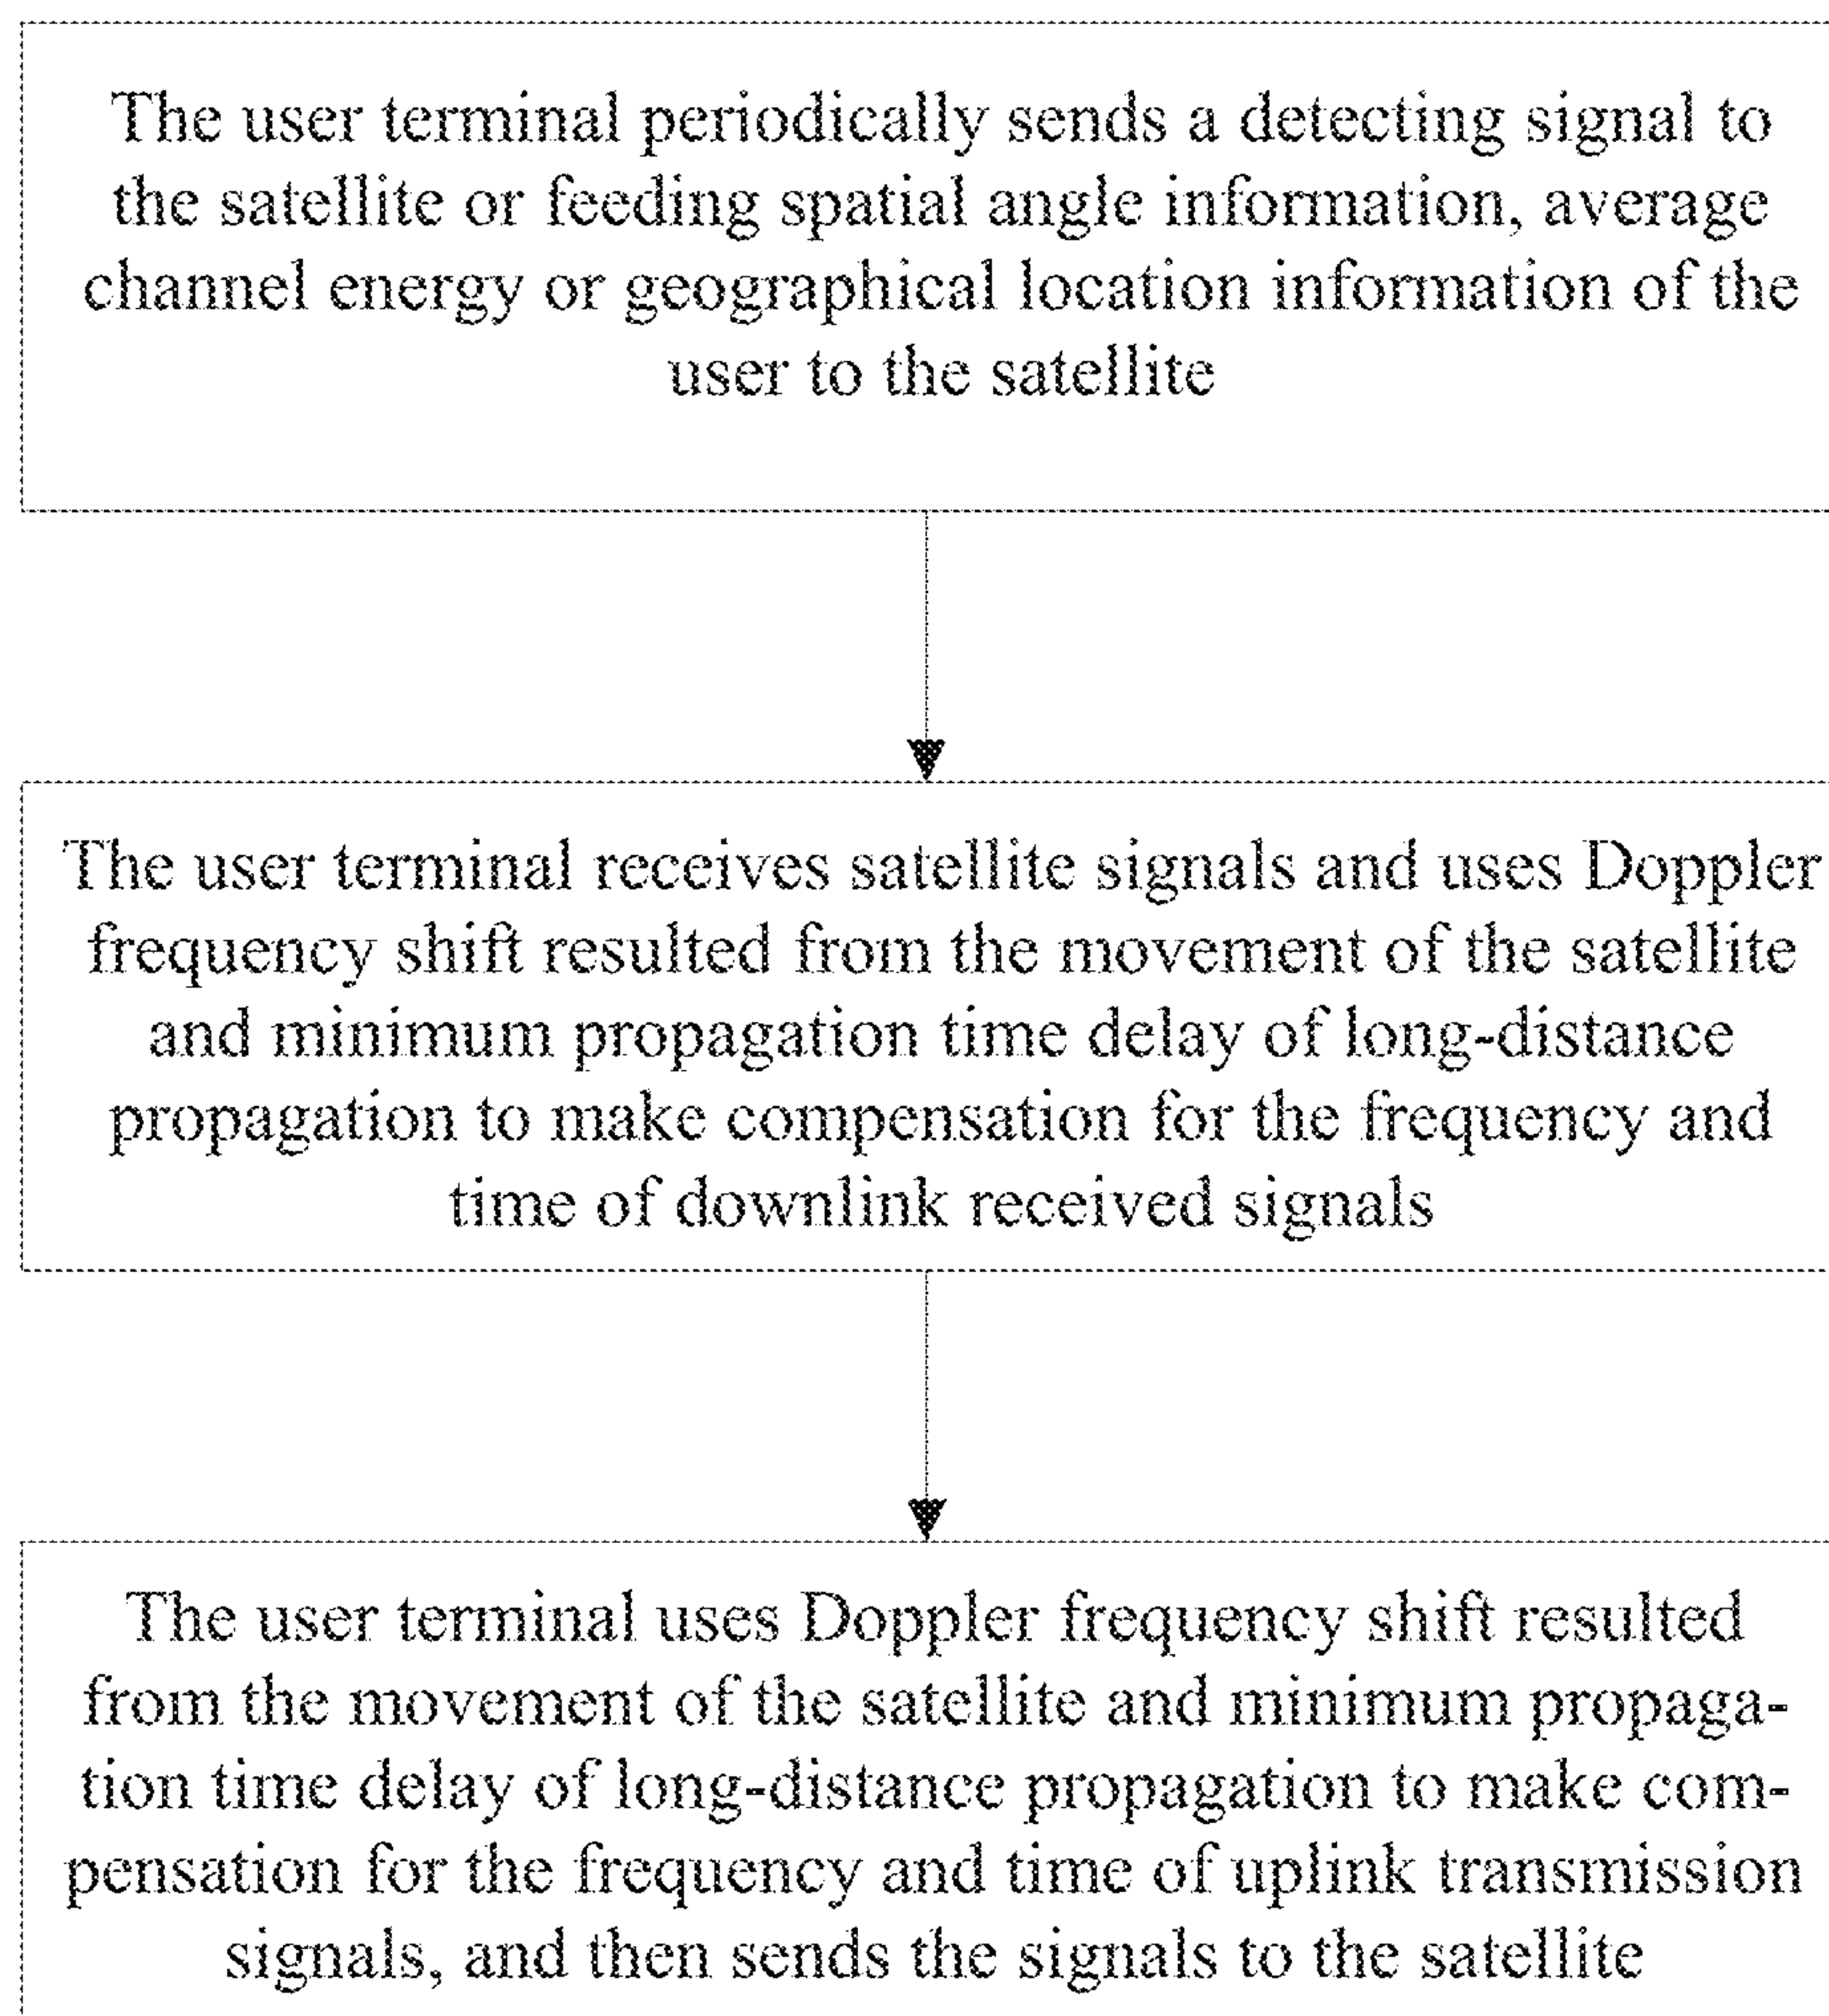 The user terminal periodically sends a detecting signal to
the satellite or feeding spatial angle information, average
channel energy or geographical location information of the
user to the satellite
The user terminal receives satellite signals and uses Doppler
frequency shift resulted from the movement of the satellite
and minimum propagation time delay of long-distance
propagation to make compensation for the frequency and
time of downlink received signals
The user terminal uses Doppler frequency shift resulted
from the movement of the satellite and minimum propaga-
tion time delay of long-distance propagation to make com-
pensation for the frequency and time of uplink transmission
signals, and then sends the signals to the satellite